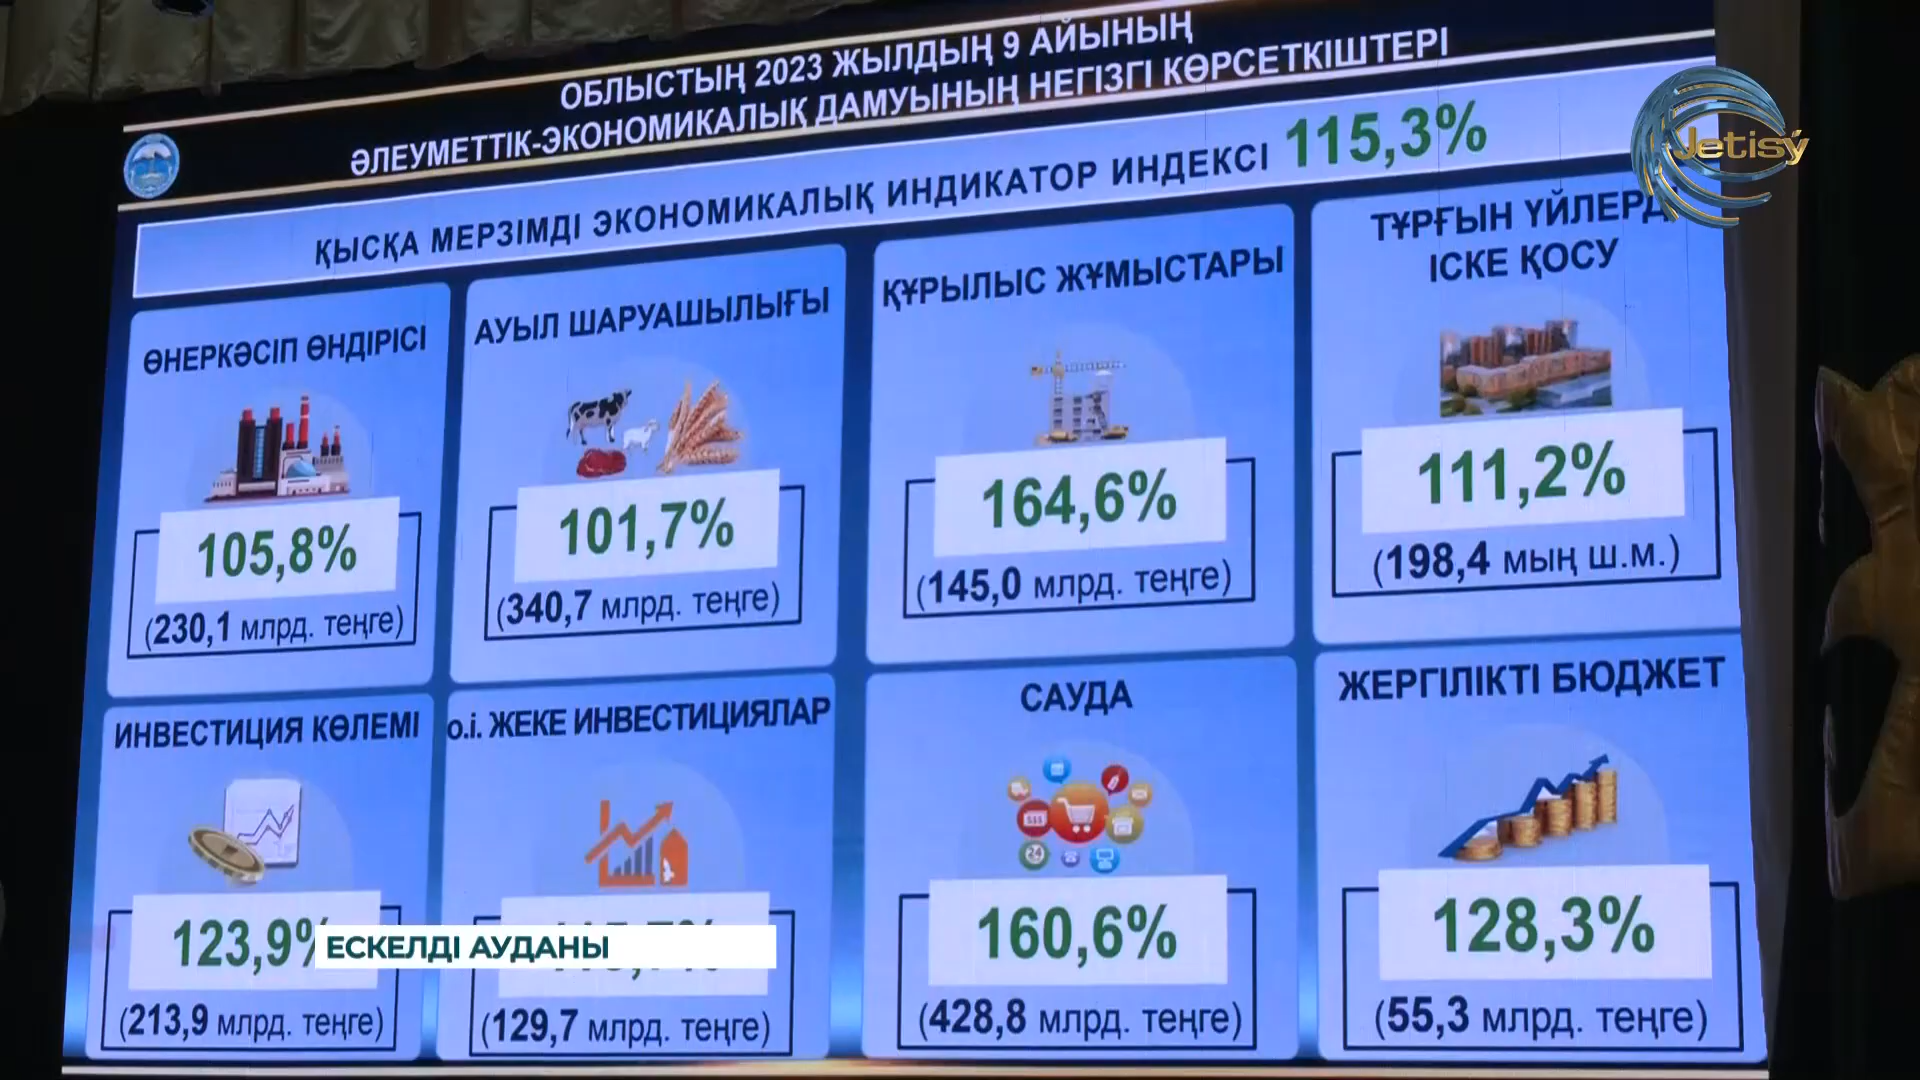 ОБЛЫСТЫҢ 2023 ЖЫЛДЫҢ 9 АЙЫНЫҢ
ӘЛЕУМЕТТІК-ЭКОНОМИКАЛЫҚ ДАМУЫНЫҢ НЕГІЗГІ КӨРСЕТКІШТЕРІ
Jetisý
ҚЫСҚА МЕРЗІМДІ ЭКОНОМИКАЛЫҚ ИНДИКАТОР ИНДЕКСІ 115,3%
ӨНЕРКӘСІП ӨНДІРІСІ
105,8%
(230,1 млрд. теңге)
АУЫЛ ШАРУАШЫЛЫҒЫ
101,7%
(340,7 млрд. теңге)
ҚҰРЫЛЫС ЖҰМЫСТАРЫ
164,6%
(145,0 млрд. теңге)
ТҰРҒЫН ҮЙЛЕРД
ІСКЕ ҚОСУ
111,2%
(198,4 мың ш.м.)
ИНВЕСТИЦИЯ КӨЛЕМІ
123,9%
(213,9 млрд. теңге)
о.і. ЖЕКЕ ИНВЕСТИЦИЯЛАР
(129,7 млрд. теңге)
САУДА
24
160,6%
(428,8 млрд. теңге)
ЖЕРГІЛІКТІ БЮДЖЕТ
128,3%
(55,3 млрд. теңге)
ЕСКЕЛДІ АУДАНЫ